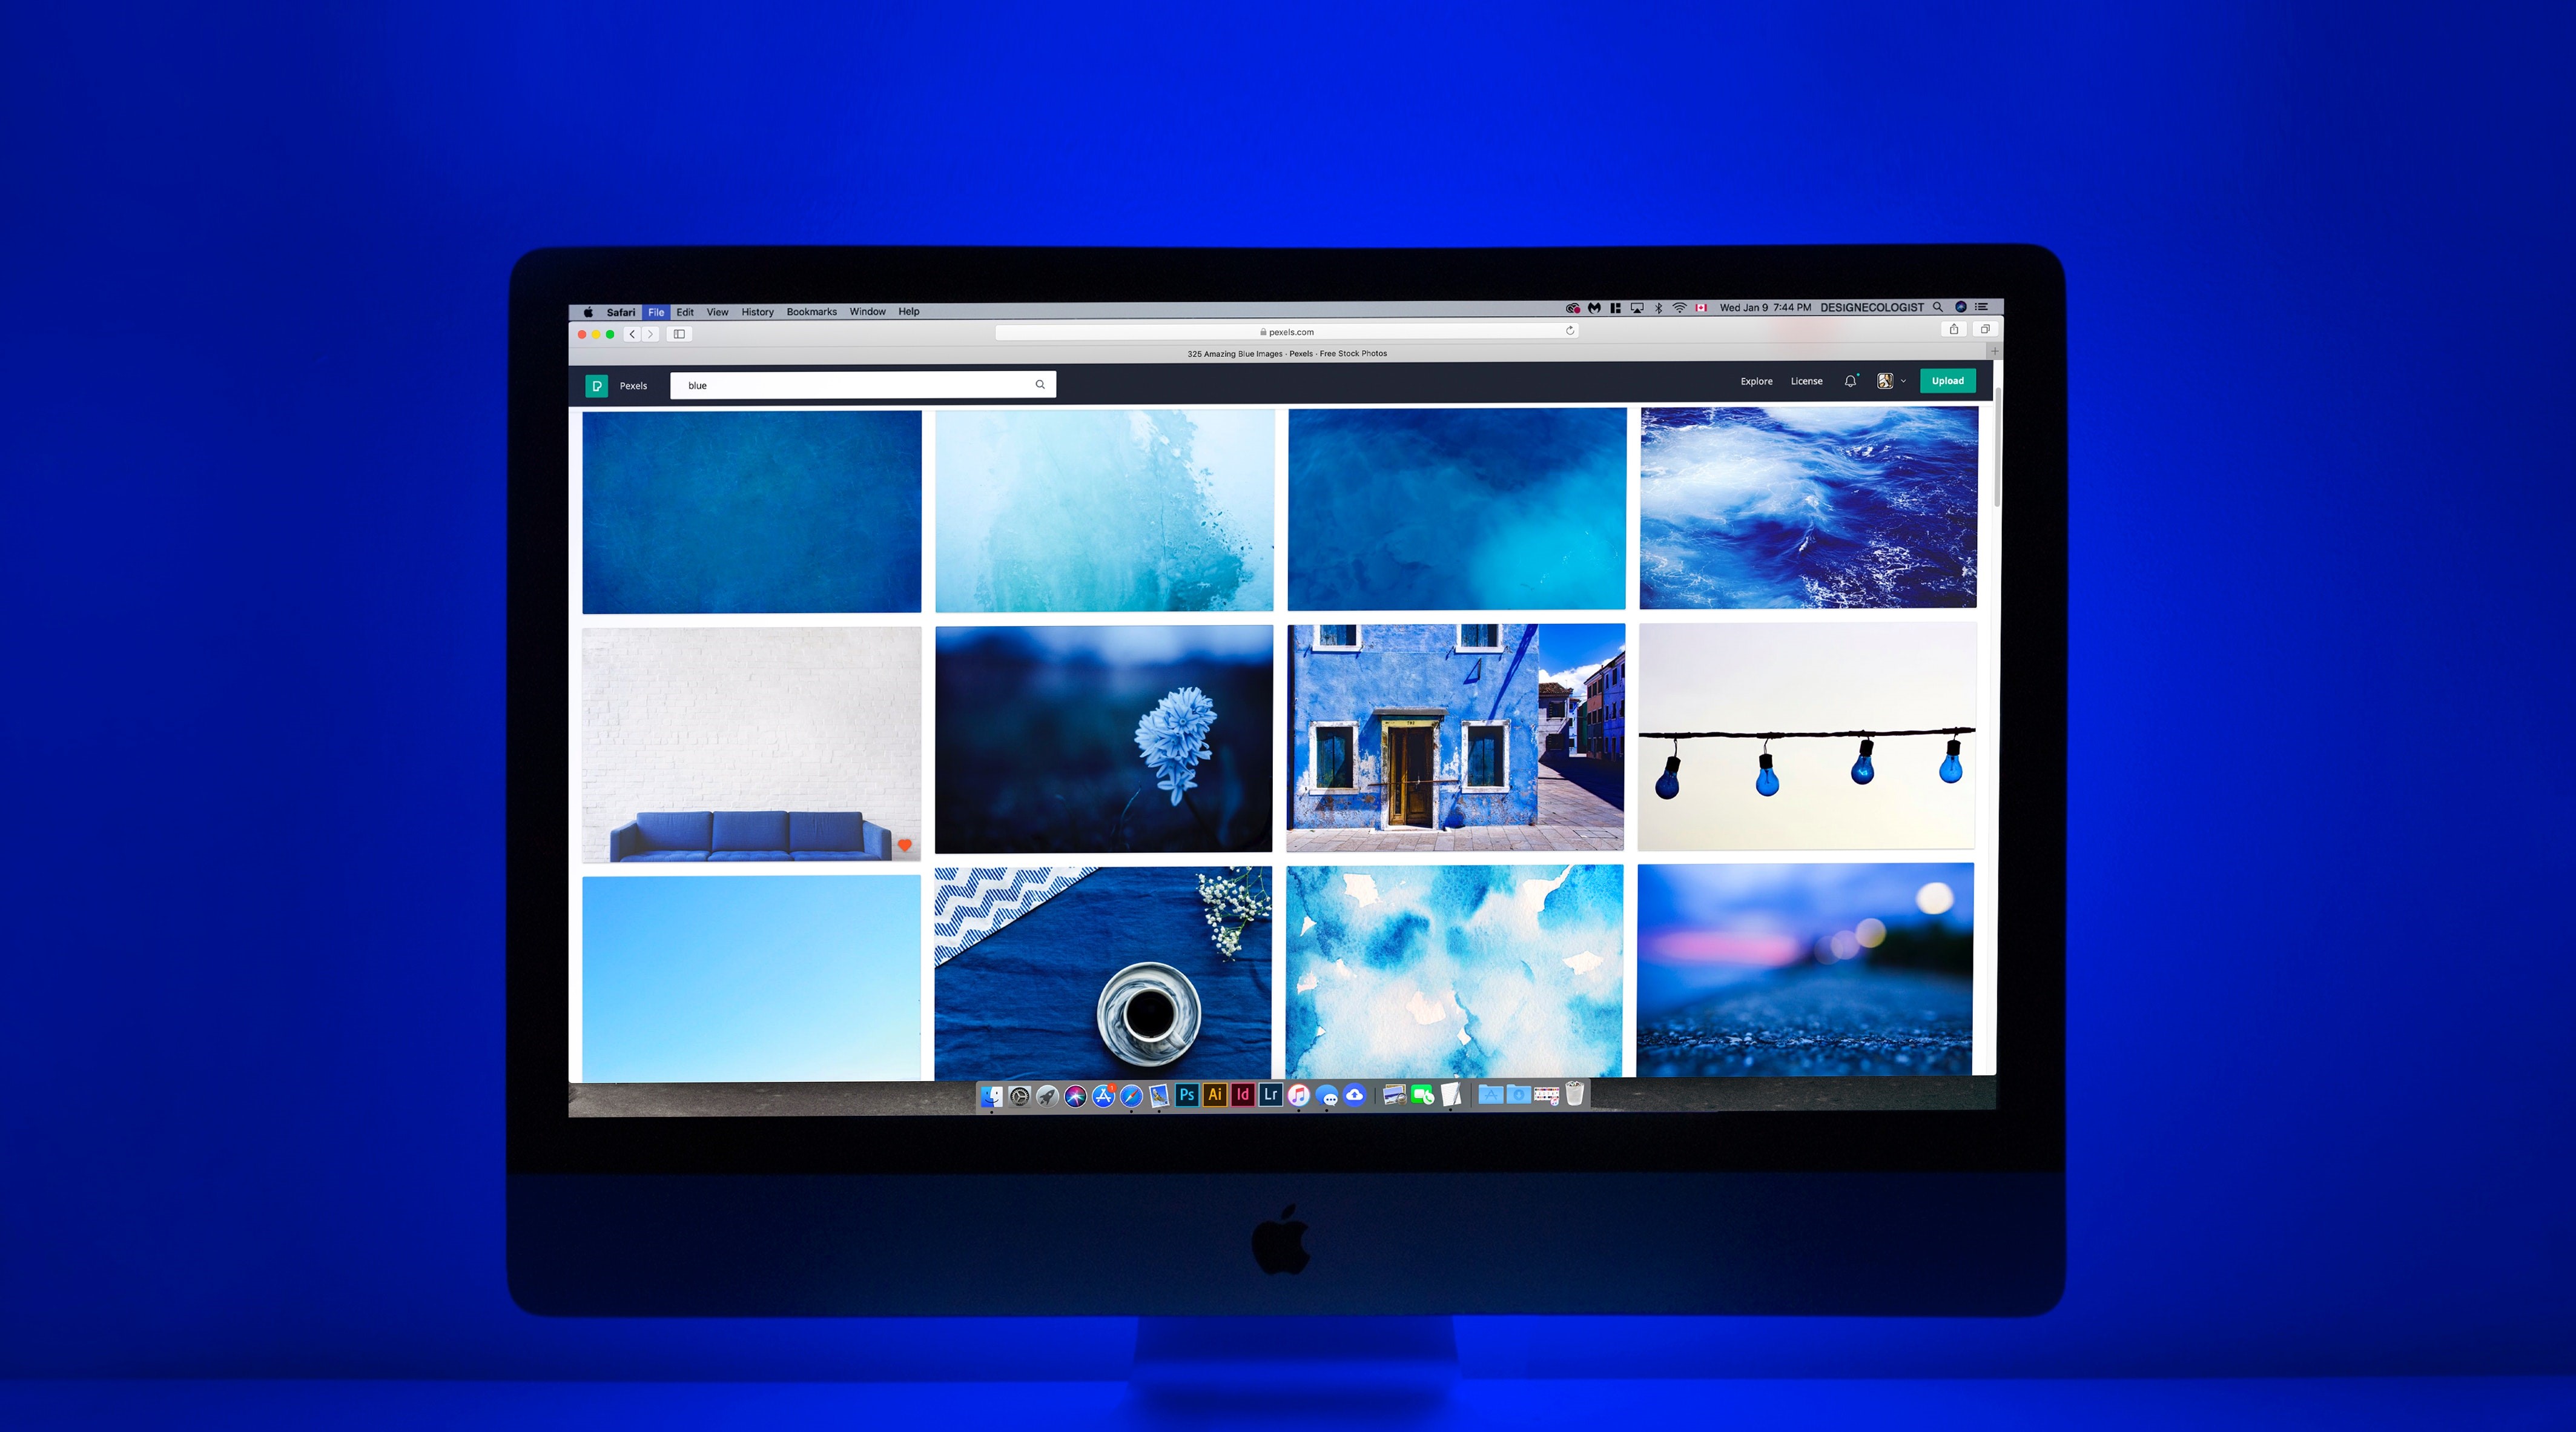 Safari File Edit View History Bookmarks Window Help Wed Jan 9 7:44 PM DESIGNECOLOGIST
pexels.com
325 Amazing Blue Images · Pexels · Free Stock Photos
Pexels blue Explore License Upload
Ps Ai Id Lr